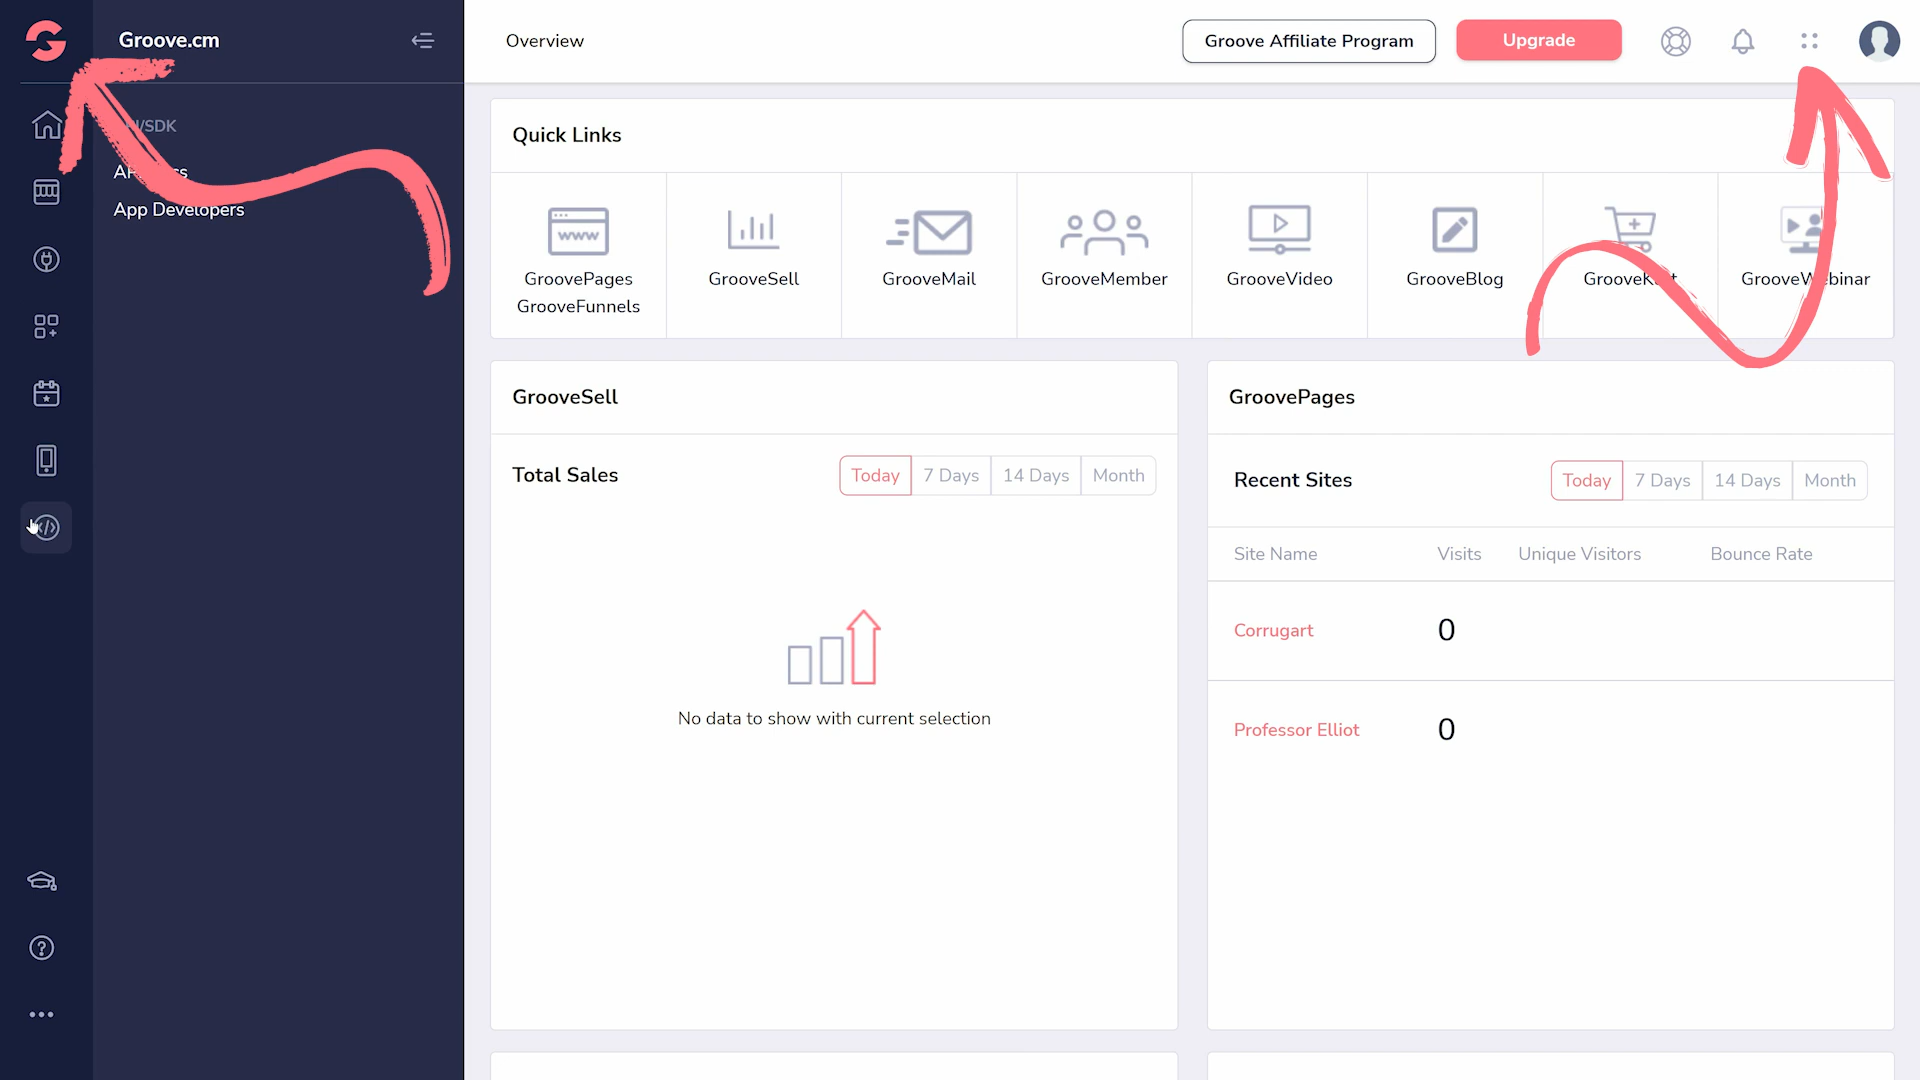 Groove.cm
Overview
Groove Affiliate Program
Upgrade
/SDK
App Developers
Quick Links
www
GroovePages
GrooveFunnels
GrooveSell
GrooveMail
GrooveMember
GrooveVideo
GrooveBlog
GrooveSell
Total Sales
Today
7 Days
14 Days
Month
No data to show with current selection
GroovePages
Recent Sites
Today
7 Days
14 Days
Month
Site Name
Visits
Unique Visitors
Bounce Rate
Corrugart
0
Professor Elliot
0